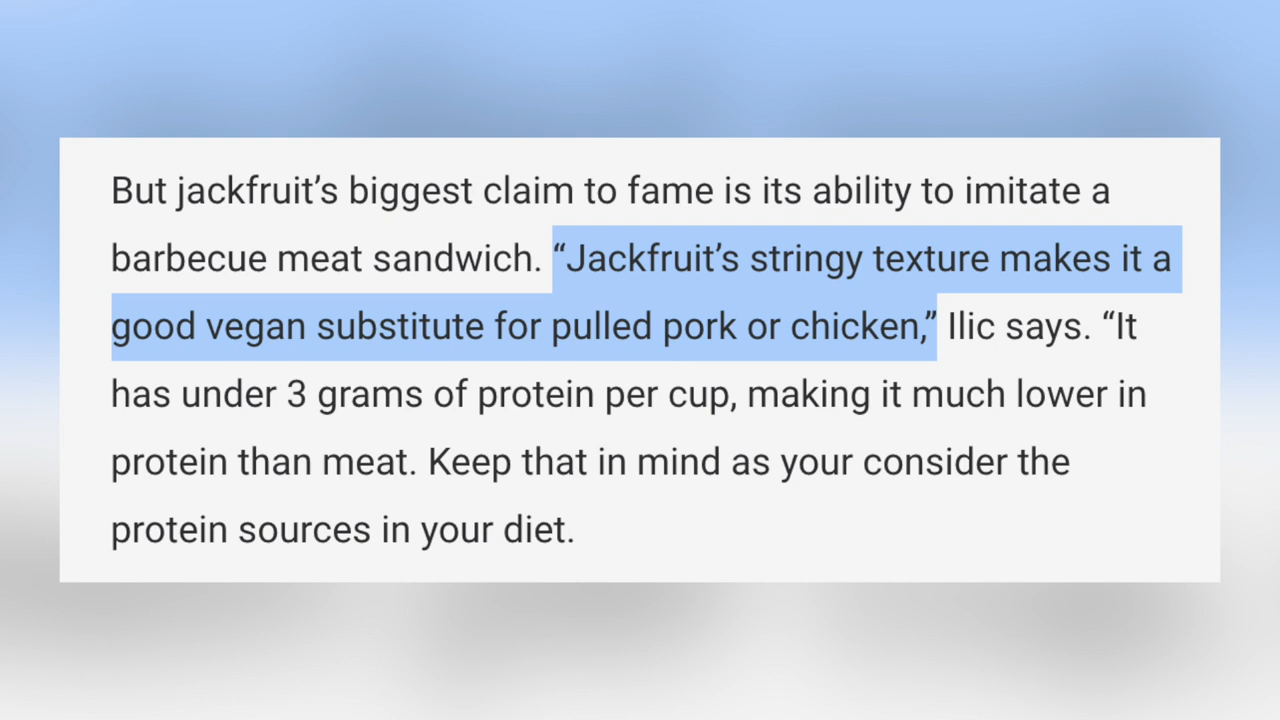 But jackfruit’s biggest claim to fame is its ability to imitate a
barbecue meat sandwich. “Jackfruit’s stringy texture makes it a
good vegan substitute for pulled pork or chicken,” Ilic says. “It
has under 3 grams of protein per cup, making it much lower in
protein than meat. Keep that in mind as your consider the
protein sources in your diet.